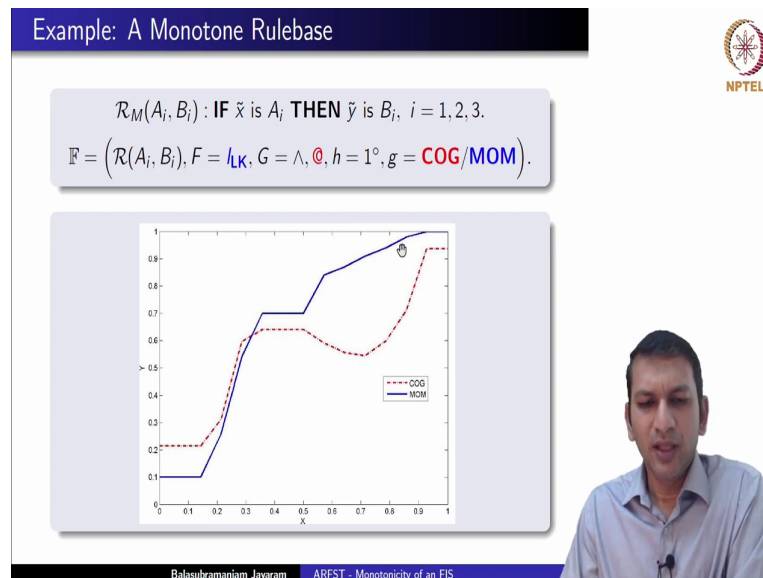 Example: A Monotone Rulebase
NPTEL
ℛ_M(A_i, B_i) : IF x̃ is A_i THEN ỹ is B_i, i = 1, 2, 3.
𝔽 = (ℛ(A_i, B_i), F = I_LK, G = ∧, @, h = 1°, g = COG/MOM).
1
0.9
0.8
0.7
0.6
0.5
0.4
0.3
0.2
0.1
0
Y
COG
MOM
0 0.1 0.2 0.3 0.4 0.5 0.6 0.7 0.8 0.9 1
X
Balasubramaniam Jayaram ARFST - Monotonicity of an FIS